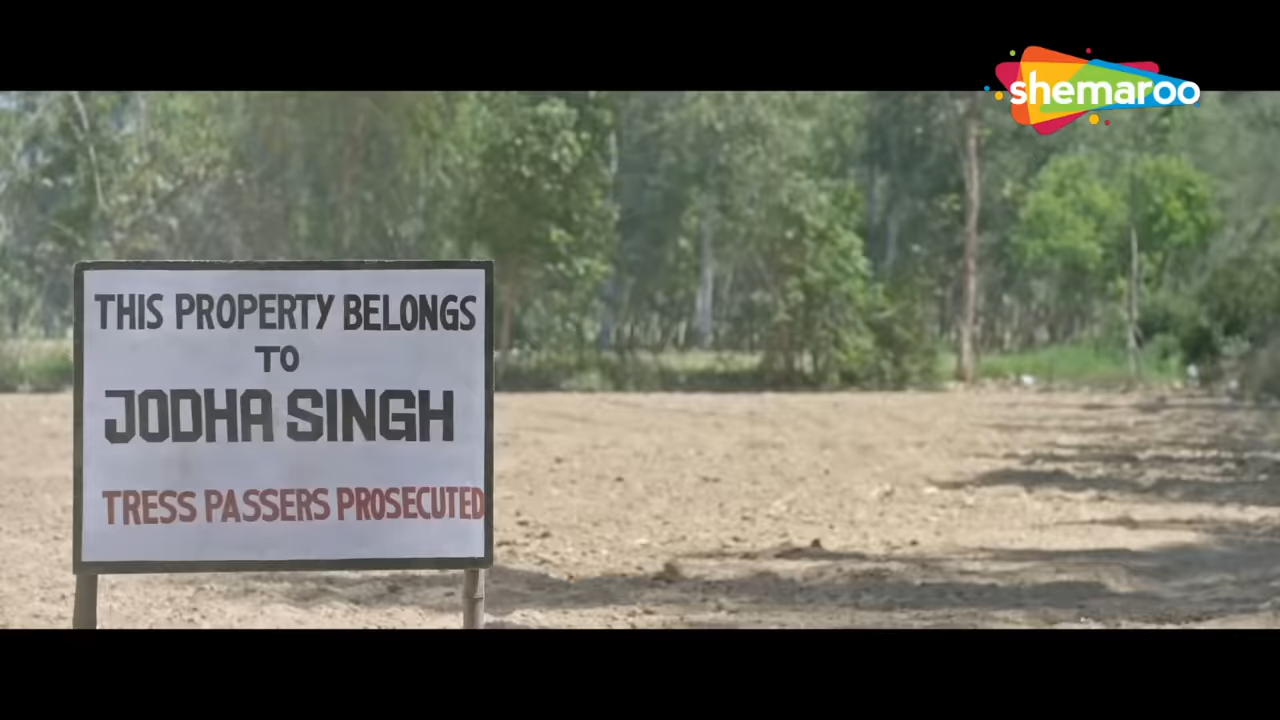 shemaroo
THIS PROPERTY BELONGS
TO
JODHA SINGH
TRESS PASSERS PROSECUTED